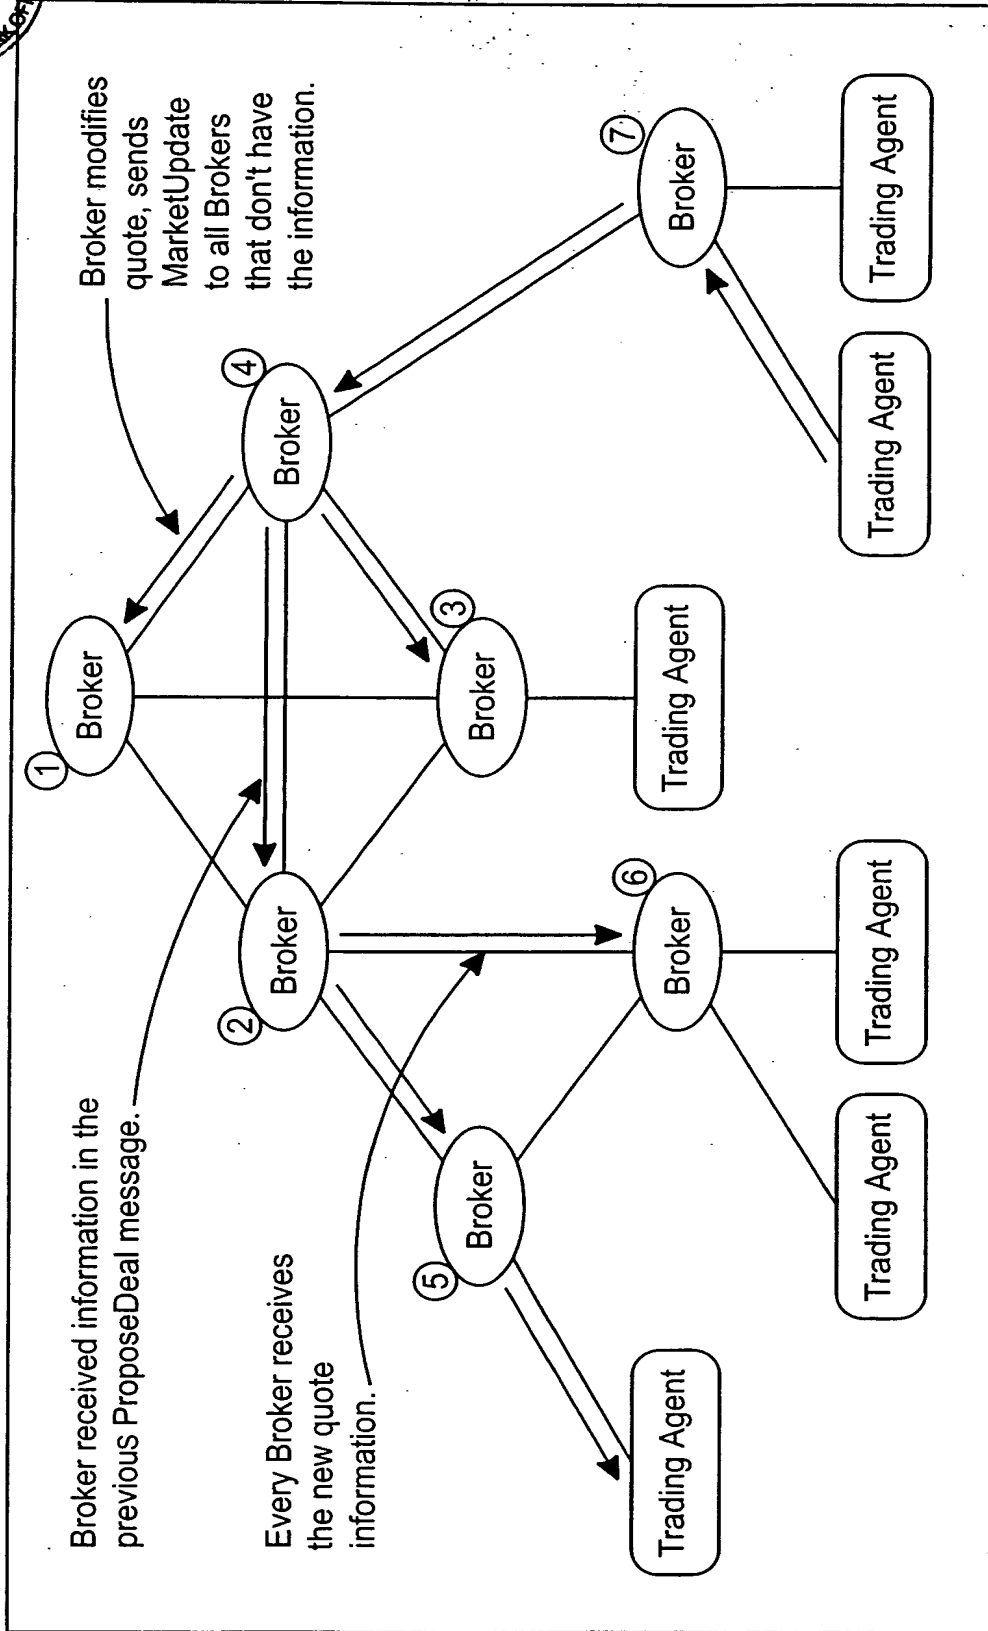 Broker received information in the
previous ProposeDeal message.
Broker modifies
quote, sends
MarketUpdate
to all Brokers
that don't have
the information.
Every Broker receives
the new quote
information.
1
Broker
2
Broker
4
Broker
3
Broker
5
Broker
6
Broker
7
Broker
Trading Agent
Trading Agent
Trading Agent
Trading Agent
Trading Agent
Trading Agent